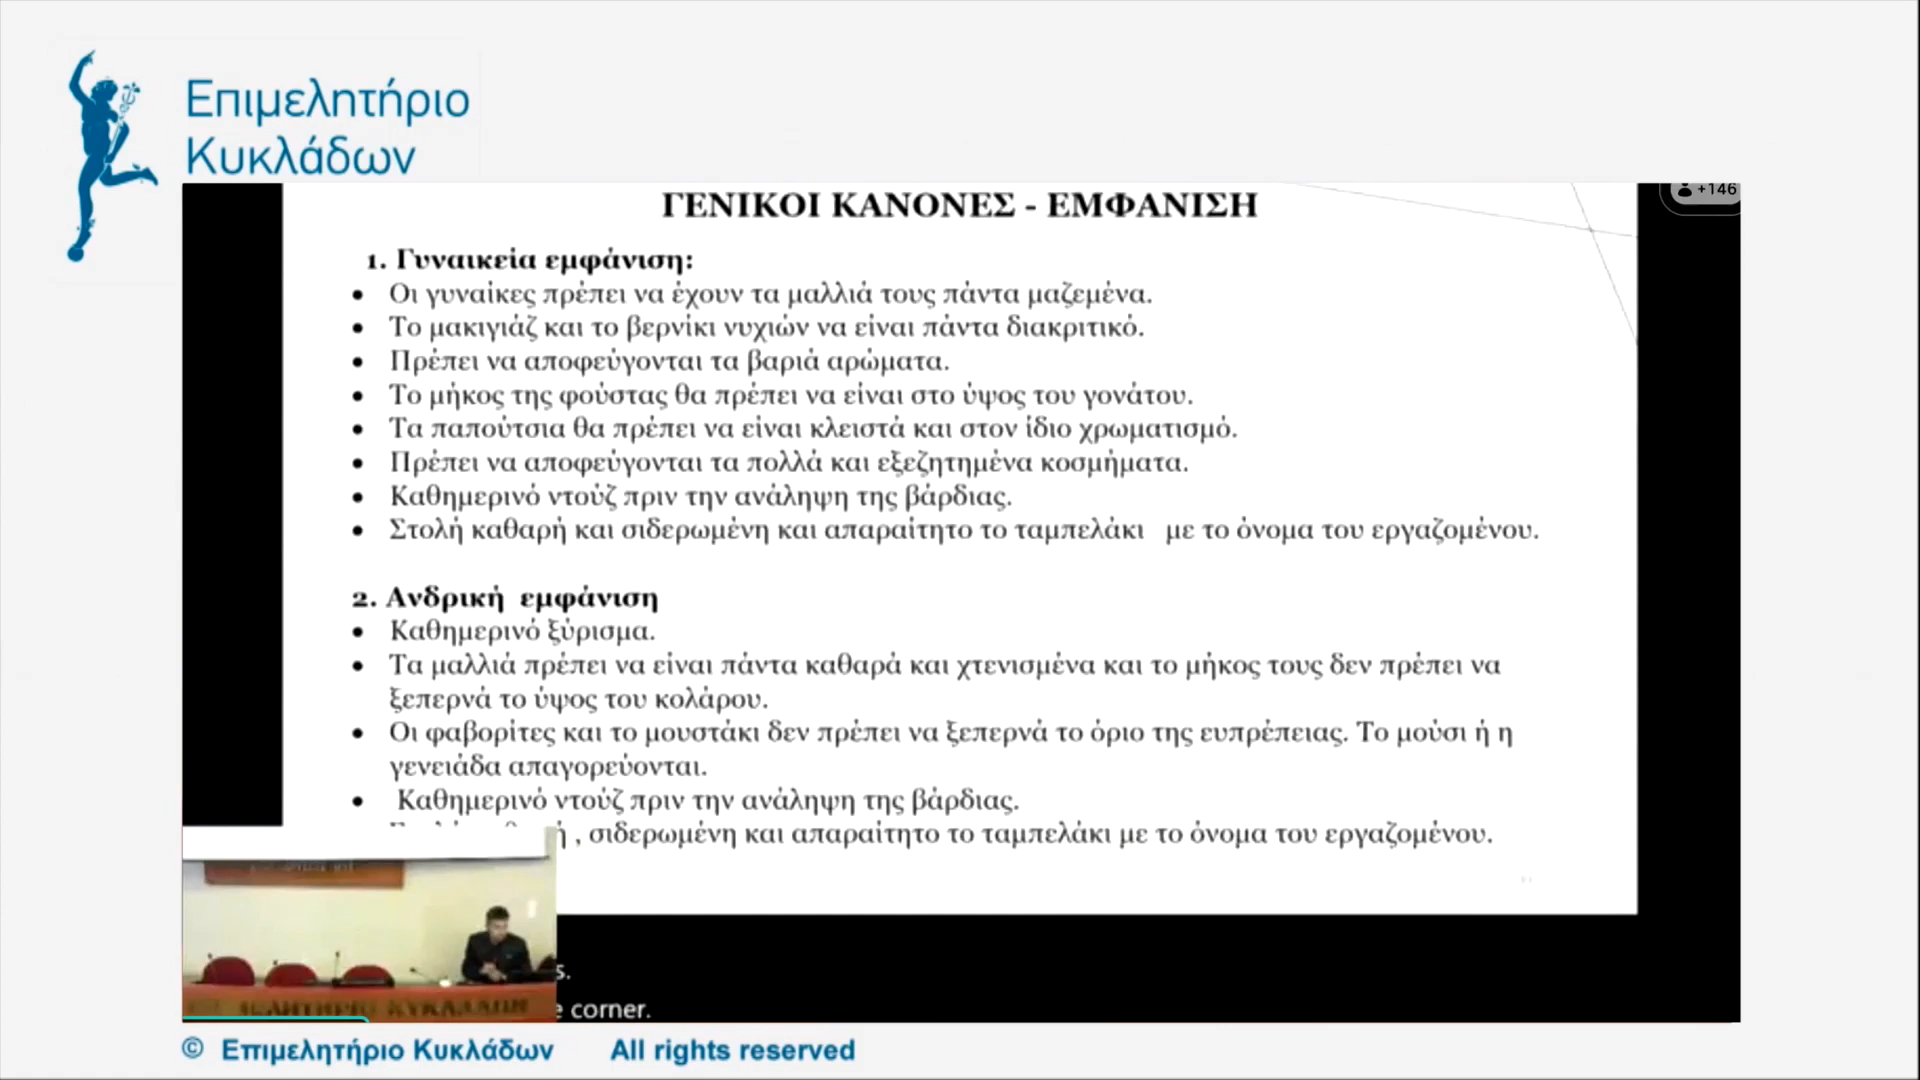 Επιμελητήριο
Κυκλάδων
+146
ΓΕΝΙΚΟΙ ΚΑΝΟΝΕΣ - ΕΜΦΑΝΙΣΗ
1. Γυναικεία εμφάνιση:
• Οι γυναίκες πρέπει να έχουν τα μαλλιά τους πάντα μαζεμένα.
• Το μακιγιάζ και το βερνίκι νυχιών να είναι πάντα διακριτικό.
• Πρέπει να αποφεύγονται τα βαριά αρώματα.
• Το μήκος της φούστας θα πρέπει να είναι στο ύψος του γονάτου.
• Τα παπούτσια θα πρέπει να είναι κλειστά και στον ίδιο χρωματισμό.
• Πρέπει να αποφεύγονται τα πολλά και εξεζητημένα κοσμήματα.
• Καθημερινό ντούζ πριν την ανάληψη της βάρδιας.
• Στολή καθαρή και σιδερωμένη και απαραίτητο το ταμπελάκι με το όνομα του εργαζομένου.
2. Ανδρική εμφάνιση
• Καθημερινό ξύρισμα.
• Τα μαλλιά πρέπει να είναι πάντα καθαρά και χτενισμένα και το μήκος τους δεν πρέπει να
ξεπερνά το ύψος του κολάρου.
• Οι φαβορίτες και το μουστάκι δεν πρέπει να ξεπερνά το όριο της ευπρέπειας. Το μούσι ή η
γενειάδα απαγορεύονται.
• Καθημερινό ντούζ πριν την ανάληψη της βάρδιας.
ή , σιδερωμένη και απαραίτητο το ταμπελάκι με το όνομα του εργαζομένου.
s.
e corner.
ΚΥΚΛΑΔΩΝ
© Επιμελητήριο Κυκλάδων All rights reserved